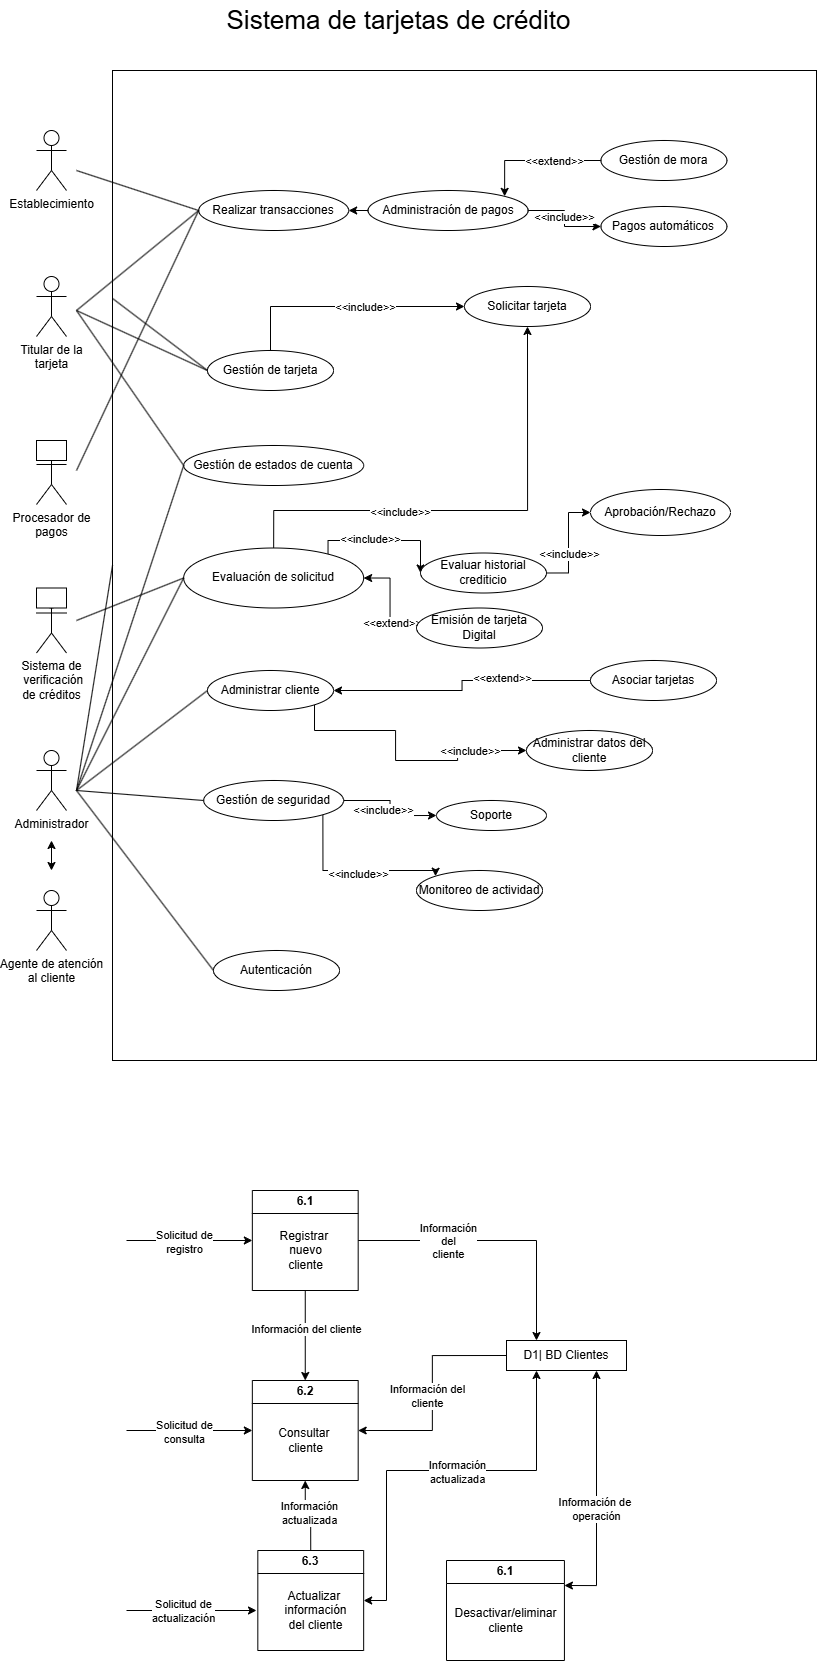 Sistema de tarjetas de crédito
Establecimiento
Titular de la
tarjeta
Procesador de
pagos
Sistema de
verificación
de créditos
Administrador
Agente de atención
al cliente
<<extend>>
Gestión de mora
Realizar transacciones
Administración de pagos
<<include>>
Pagos automáticos
<<include>>
Solicitar tarjeta
Gestión de tarjeta
Gestión de estados de cuenta
<<include>>
Aprobación/Rechazo
<<include>>
<<include>>
Evaluar historial
crediticio
Evaluación de solicitud
<<extend>>
Emisión de tarjeta
Digital
Administrar cliente
<<extend>>
Asociar tarjetas
<<include>>
Administrar datos del
cliente
Gestión de seguridad
<<include>>
Soporte
<<include>>
Monitoreo de actividad
Autenticación
6.1
Registrar
nuevo
cliente
Solicitud de
registro
Información
del
cliente
Información del cliente
D1| BD Clientes
6.2
Consultar
cliente
Solicitud de
consulta
Información del
cliente
Información
actualizada
Información
actualizada
Información de
operación
6.3
Actualizar
información
del cliente
Solicitud de
actualización
6.1
Desactivar/eliminar
cliente